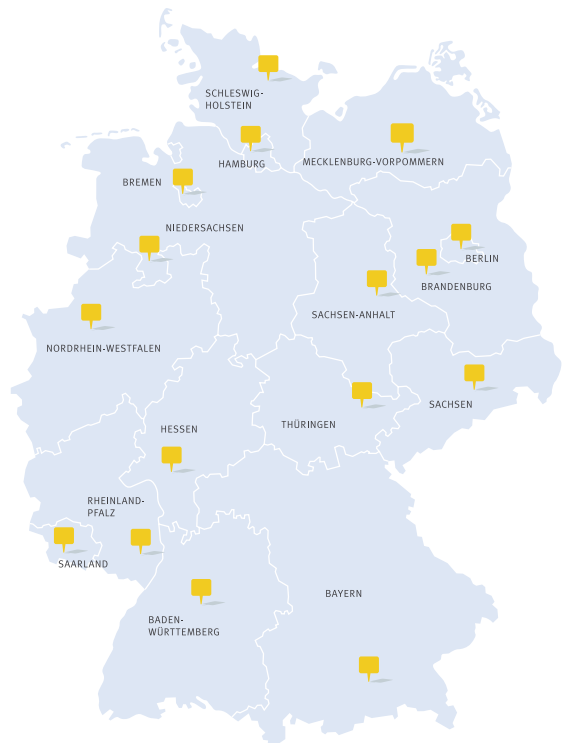 SCHLESWIG-
HOLSTEIN
HAMBURG
MECKLENBURG-VORPOMMERN
BREMEN
NIEDERSACHSEN
BERLIN
BRANDENBURG
SACHSEN-ANHALT
NORDRHEIN-WESTFALEN
SACHSEN
THÜRINGEN
HESSEN
RHEINLAND-
PFALZ
SAARLAND
BAYERN
BADEN-
WÜRTTEMBERG